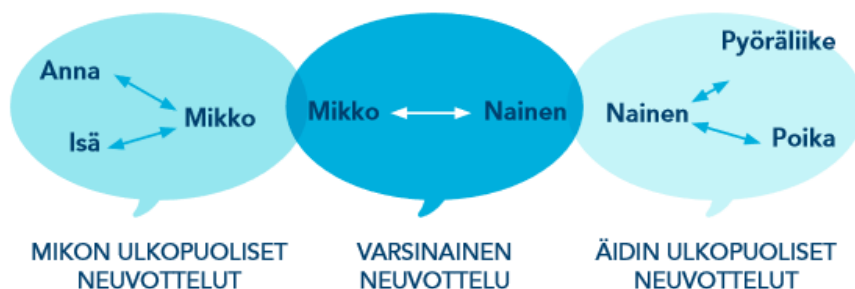 Anna
Isä
Mikko
Mikko
Nainen
Nainen
Pyöräliike
Poika
MIKON ULKOPUOLISET
NEUVOTTELUT
VARSINAINEN
NEUVOTTELU
ÄIDIN ULKOPUOLISET
NEUVOTTELUT